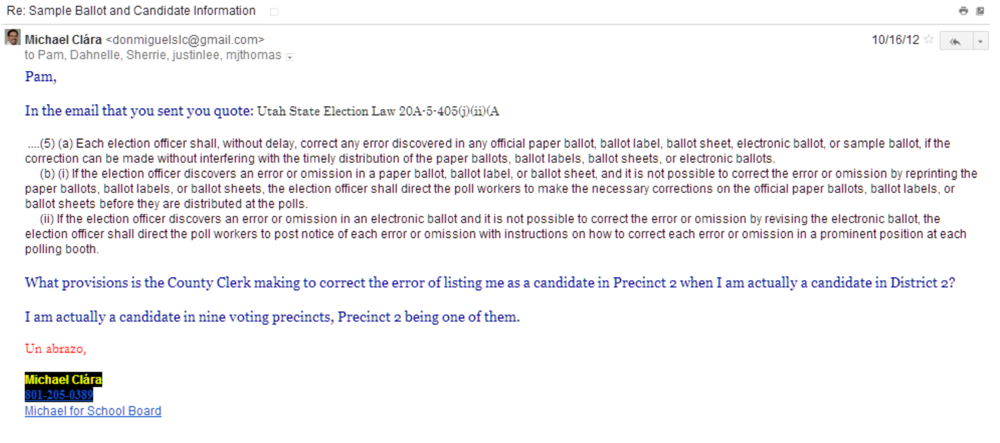 Re: Sample Ballot and Candidate Information
Michael Clára <donmiguelslc@gmail.com>
10/16/12
to Pam, Dahnelle, Sherrie, justinlee, mjthomas
Pam,
In the email that you sent you quote: Utah State Election Law 20A-5-405(j)(ii)(A
....(5) (a) Each election officer shall, without delay, correct any error discovered in any official paper ballot, ballot label, ballot sheet, electronic ballot, or sample ballot, if the
correction can be made without interfering with the timely distribution of the paper ballots, ballot labels, ballot sheets, or electronic ballots.
(b) (i) If the election officer discovers an error or omission in a paper ballot, ballot label, or ballot sheet, and it is not possible to correct the error or omission by reprinting the
paper ballots, ballot labels, or ballot sheets, the election officer shall direct the poll workers to make the necessary corrections on the official paper ballots, ballot labels, or
ballot sheets before they are distributed at the polls.
(ii) If the election officer discovers an error or omission in an electronic ballot and it is not possible to correct the error or omission by revising the electronic ballot, the
election officer shall direct the poll workers to post notice of each error or omission with instructions on how to correct each error or omission in a prominent position at each
polling booth.
What provisions is the County Clerk making to correct the error of listing me as a candidate in Precinct 2 when I am actually a candidate in District 2?
I am actually a candidate in nine voting precincts, Precinct 2 being one of them.
Un abrazo,
Michael Clára
801-205-0389
Michael for School Board